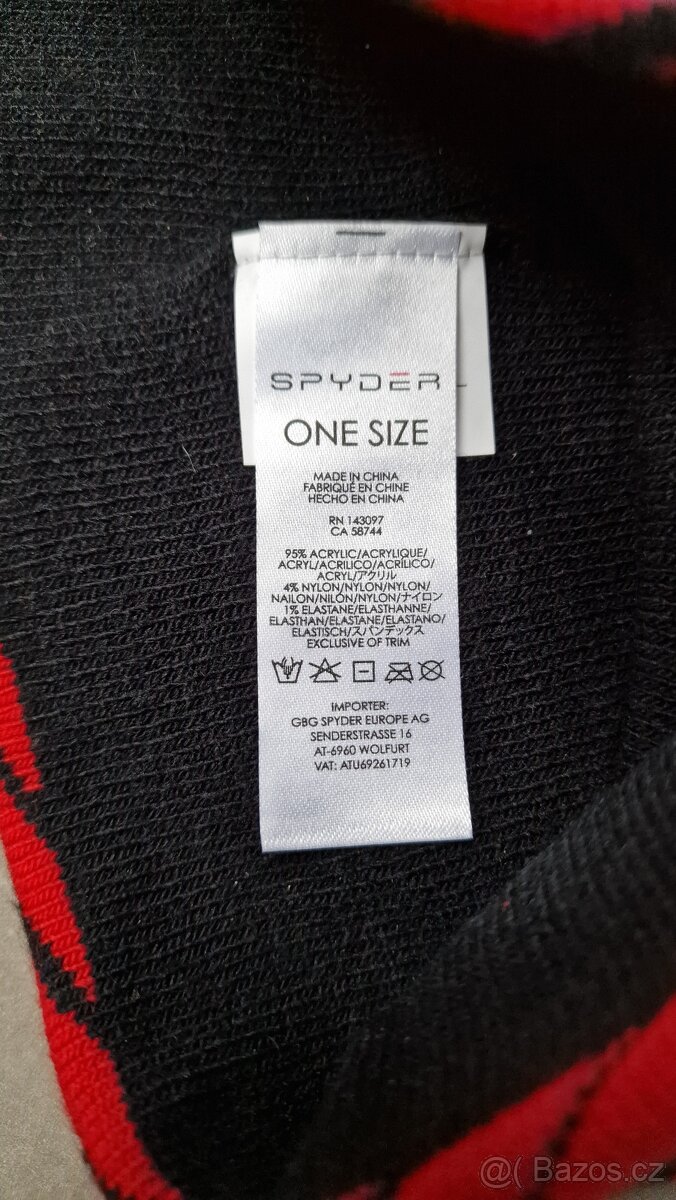 SPYDER
ONE SIZE
MADE IN CHINA
FABRIQUÉ EN CHINE
HECHO EN CHINA
RN 143097
CA 58744
95% ACRYLIC/ACRYLIQUE/
ACRYL/ACRILICO/ACRÍLICO/
ACRYL/アクリル
4% NYLON/NYLON/NYLON/
NAILON/NILÓN/NYLON/ナイロン
1% ELASTANE/ELASTHANNE/
ELASTHAN/ELASTANE/ELASTANO/
ELASTISCH/スパンデックス
EXCLUSIVE OF TRIM
IMPORTER:
GBG SPYDER EUROPE AG
SENDERSTRASSE 16
AT-6960 WOLFURT
VAT: ATU69261719
@( Bazos.cz